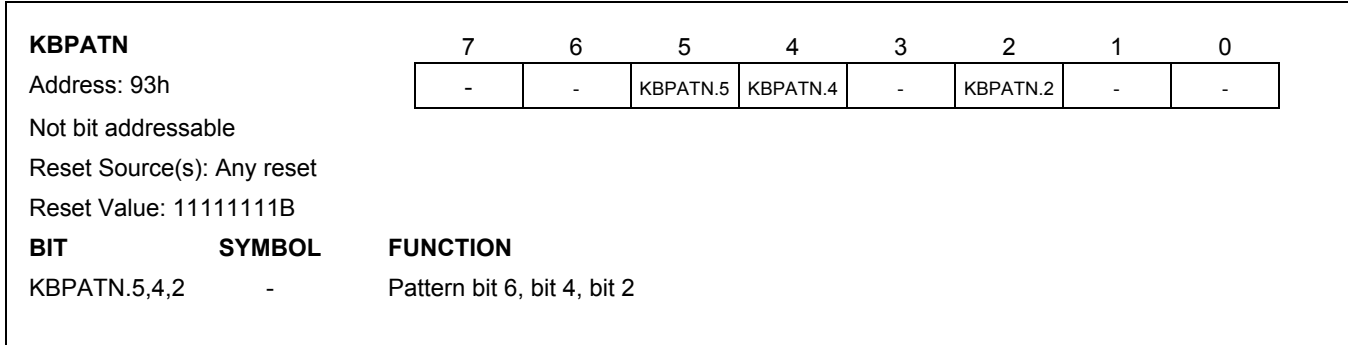 KBPATN 7 6 5 4 3 2 1 0
Address: 93h - - KBPATN.5 KBPATN.4 - KBPATN.2 - -
Not bit addressable
Reset Source(s): Any reset
Reset Value: 11111111B
BIT SYMBOL FUNCTION
KBPATN.5,4,2 - Pattern bit 6, bit 4, bit 2